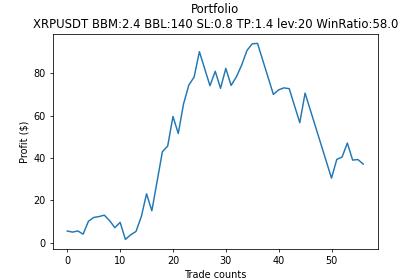 Portfolio
XRPUSDT BBM:2.4 BBL:140 SL:0.8 TP:1.4 lev:20 WinRatio:58.0
80
60
40
20
0
Profit ($)
0 10 20 30 40 50
Trade counts